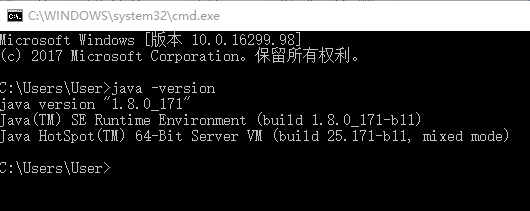 C:\WINDOWS\system32\cmd.exe
Microsoft Windows [版本 10.0.16299.98]
(c) 2017 Microsoft Corporation。保留所有权利。
C:\Users\User>java -version
java version "1.8.0_171"
Java(TM) SE Runtime Environment (build 1.8.0_171-b11)
Java HotSpot(TM) 64-Bit Server VM (build 25.171-b11, mixed mode)
C:\Users\User>